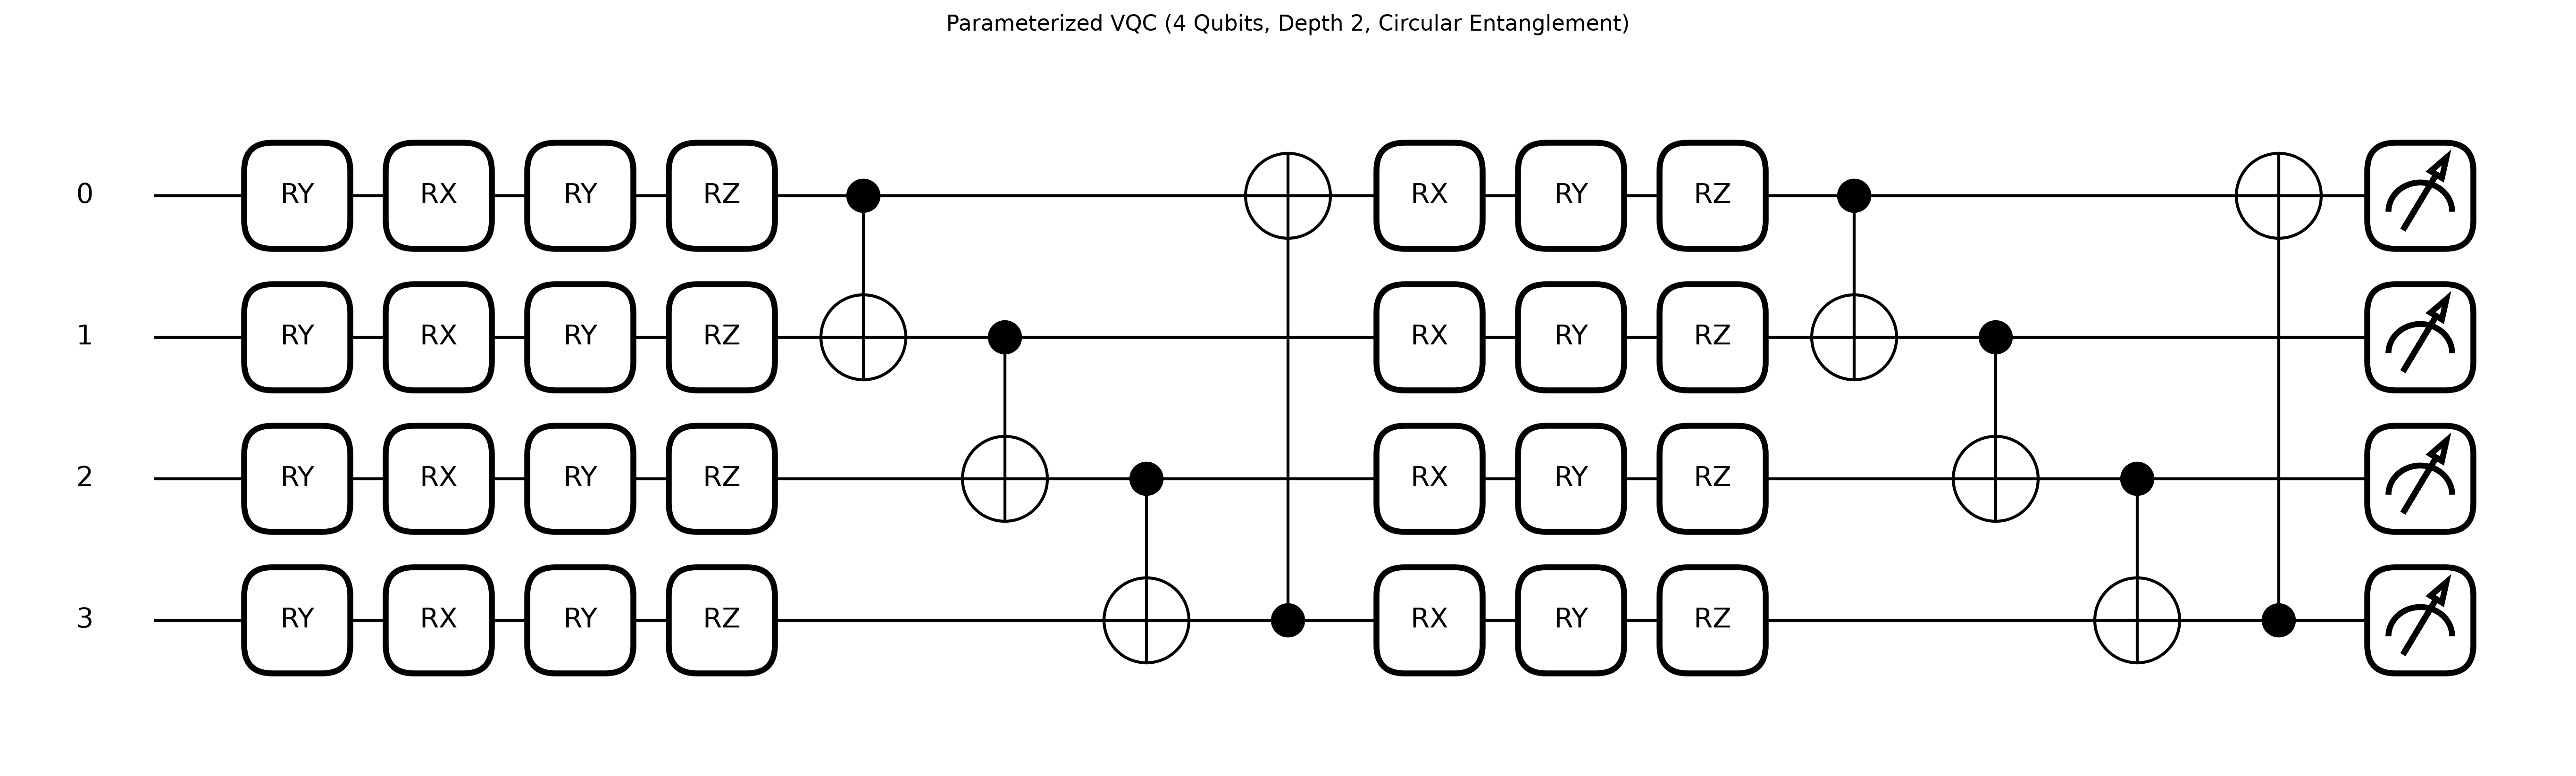 Parameterized VQC (4 Qubits, Depth 2, Circular Entanglement)
0 RY RX RY RZ RX RY RZ
1 RY RX RY RZ RX RY RZ
2 RY RX RY RZ RX RY RZ
3 RY RX RY RZ RX RY RZ